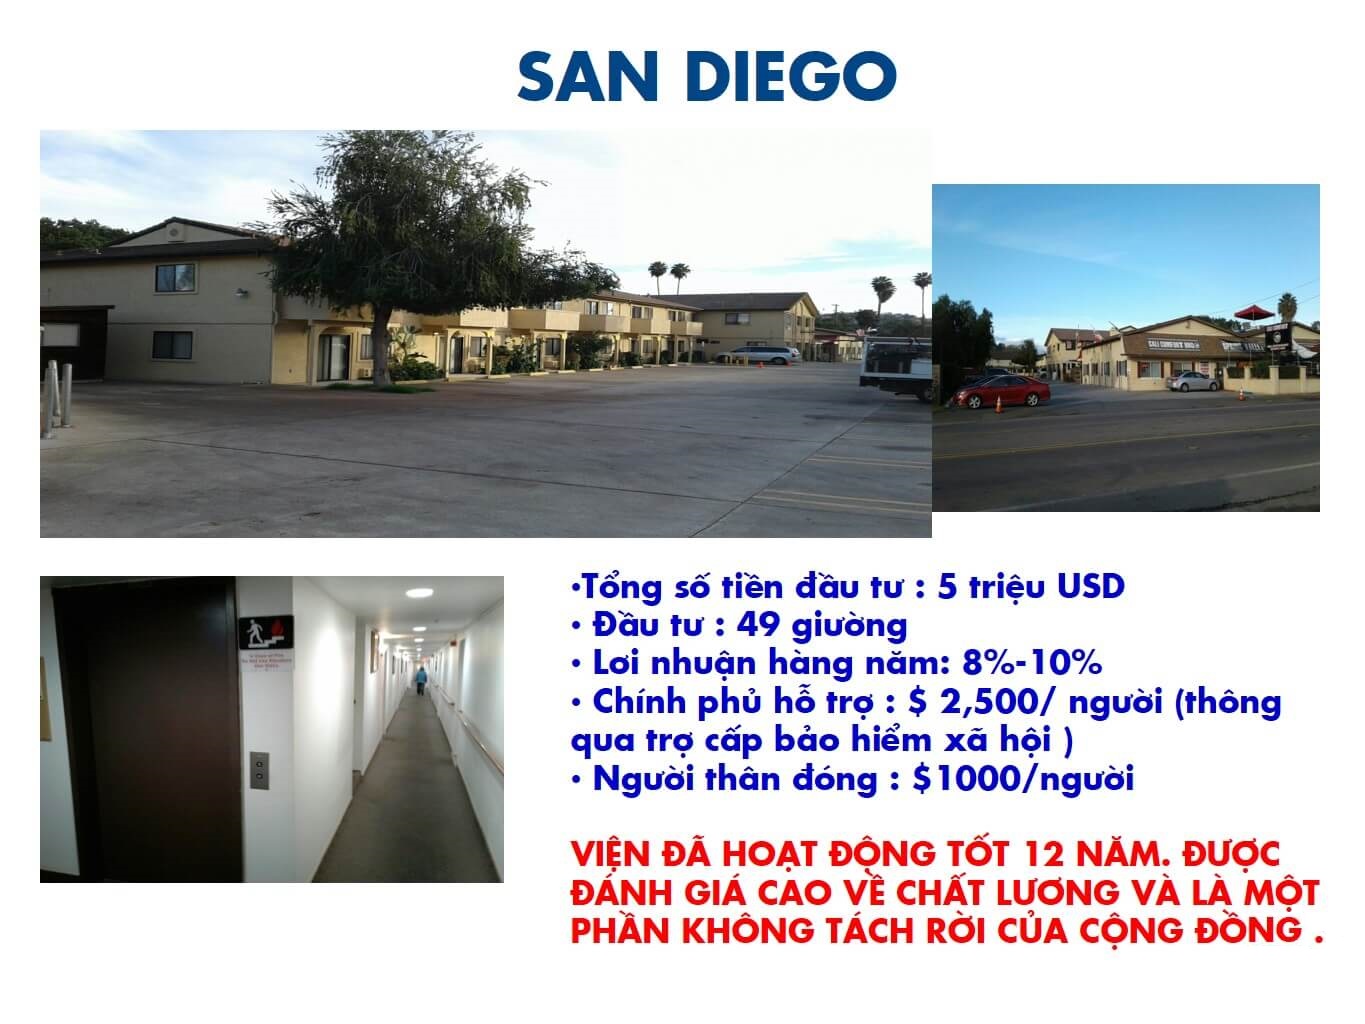 SAN DIEGO
•Tổng số tiền đầu tư : 5 triệu USD
• Đầu tư : 49 giường
• Lơi nhuận hàng năm: 8%-10%
• Chính phủ hỗ trợ : $ 2,500/ người (thông
qua trợ cấp bảo hiểm xã hội )
• Người thân đóng : $1000/người
VIỆN ĐÃ HOẠT ĐỘNG TỐT 12 NĂM. ĐƯỢC
ĐÁNH GIÁ CAO VỀ CHẤT LƯƠNG VÀ LÀ MỘT
PHẦN KHÔNG TÁCH RỜI CỦA CỘNG ĐỒNG .